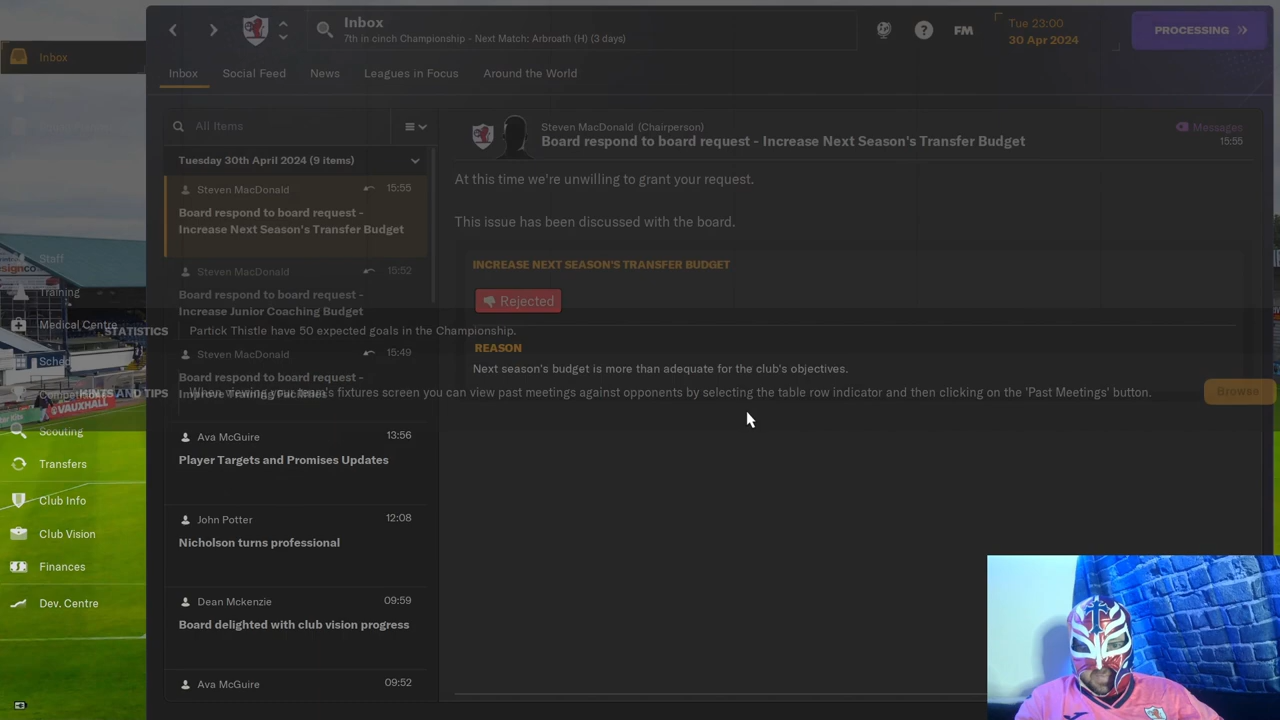 Inbox
7th in cinch Championship - Next Match: Arbroath (H) (3 days)
FM
Tue 23:00
30 Apr 2024
PROCESSING
Inbox
Inbox
Social Feed
News
Leagues in Focus
Around the World
All Items
Tuesday 30th April 2024 (9 items)
Steven MacDonald
15:55
Board respond to board request -
Increase Next Season's Transfer Budget
Steven MacDonald
15:52
Board respond to board request -
Increase Junior Coaching Budget
Steven MacDonald
15:49
Board respond to board request -
Improve Training Facilities
Ava McGuire
13:56
Player Targets and Promises Updates
John Potter
12:08
Nicholson turns professional
Dean Mckenzie
09:59
Board delighted with club vision progress
Ava McGuire
09:52
Steven MacDonald (Chairperson)
Board respond to board request - Increase Next Season's Transfer Budget
Messages
15:55
At this time we're unwilling to grant your request.
This issue has been discussed with the board.
INCREASE NEXT SEASON'S TRANSFER BUDGET
Rejected
REASON
Next season's budget is more than adequate for the club's objectives.
STATISTICS
Partick Thistle have 50 expected goals in the Championship.
HINTS AND TIPS
When viewing your team's fixtures screen you can view past meetings against opponents by selecting the table row indicator and then clicking on the 'Past Meetings' button.
Browse
Staff
Training
Medical Centre
Sched
Scouting
Transfers
Club Info
Club Vision
Finances
Dev. Centre
VAUXHALL